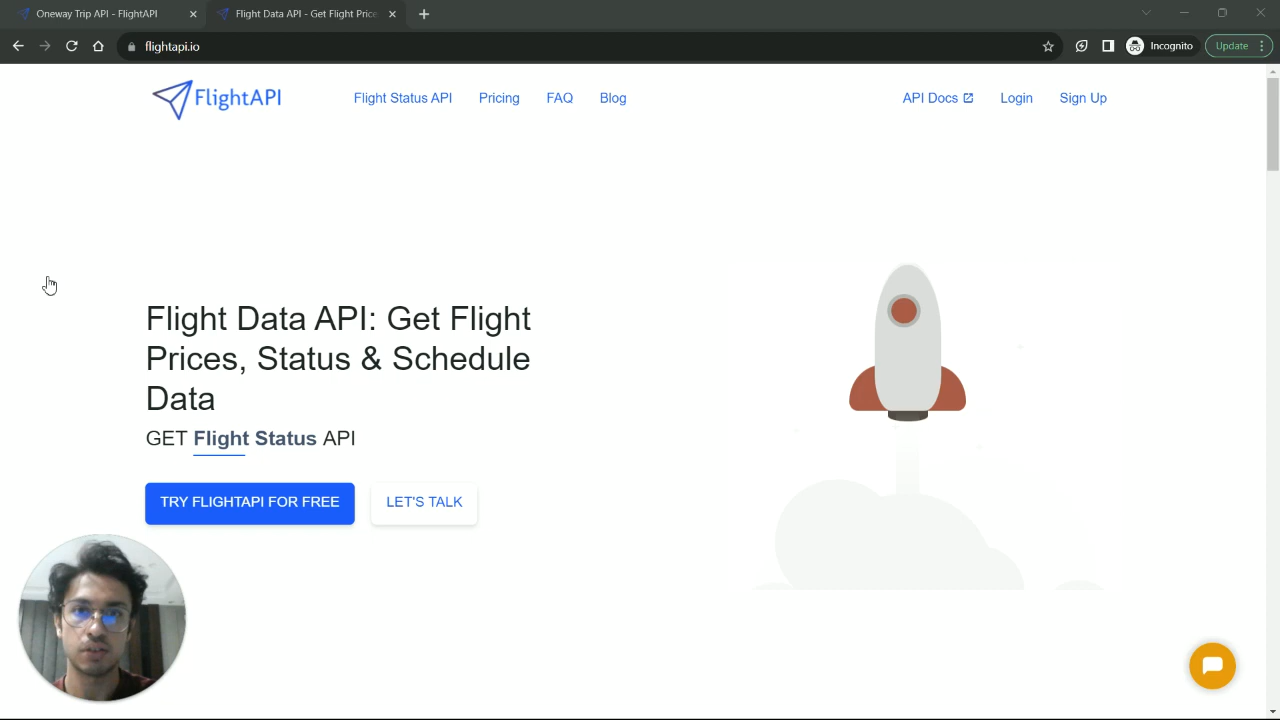 Oneway Trip API - FlightAPI
Flight Data API - Get Flight Price
flightapi.io
Incognito
Update
FlightAPI
Flight Status API
Pricing
FAQ
Blog
API Docs
Login
Sign Up
Flight Data API: Get Flight
Prices, Status & Schedule
Data
GET Flight Status API
TRY FLIGHTAPI FOR FREE
LET'S TALK